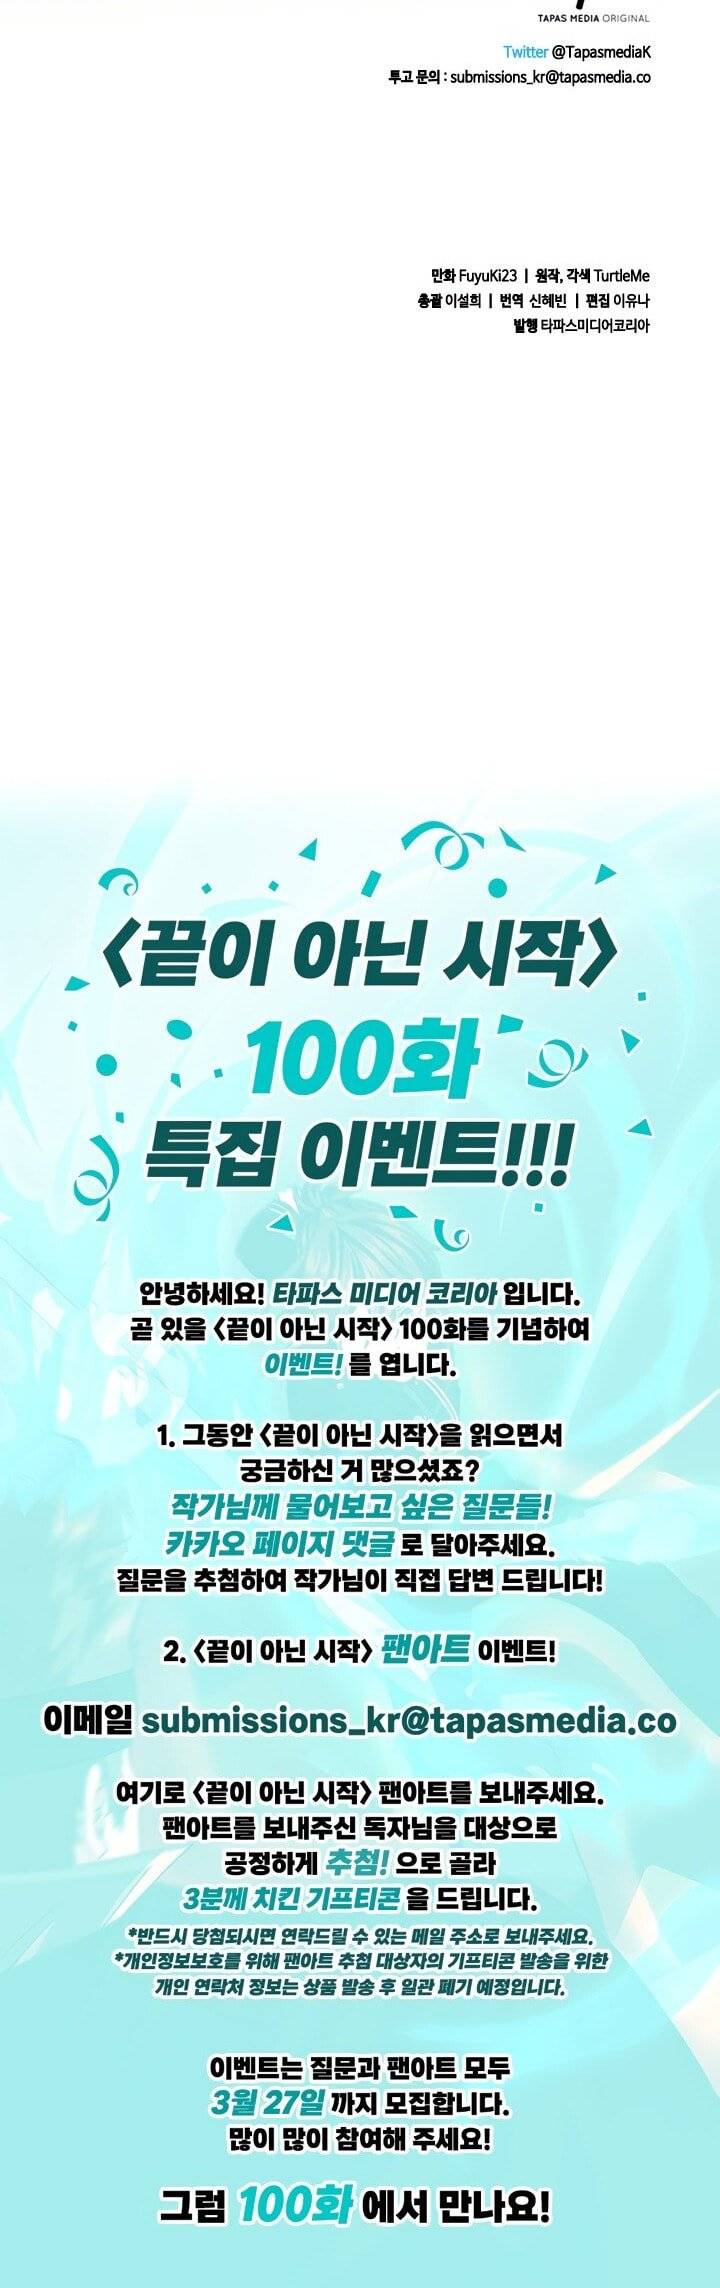 TAPAS MEDIA ORIGINAL
Twitter @TapasmediaK
투고 문의 : submissions_kr@tapasmedia.co
만화 FuyuKi23 | 원작, 각색 TurtleMe
총괄 이설희 | 번역 신혜빈 | 편집 이유나
발행 타파스미디어코리아
〈끝이 아닌 시작〉
100화
특집 이벤트!!!
안녕하세요! 타파스 미디어 코리아 입니다.
곧 있을 〈끝이 아닌 시작〉 100화를 기념하여
이벤트! 를 엽니다.
1. 그동안 〈끝이 아닌 시작〉을 읽으면서
궁금하신 거 많으셨죠?
작가님께 물어보고 싶은 질문들!
카카오 페이지 댓글 로 달아주세요.
질문을 추첨하여 작가님이 직접 답변 드립니다!
2. 〈끝이 아닌 시작〉 팬아트 이벤트!
이메일 submissions_kr@tapasmedia.co
여기로 〈끝이 아닌 시작〉 팬아트를 보내주세요.
팬아트를 보내주신 독자님을 대상으로
공정하게 추첨! 으로 골라
3분께 치킨 기프티콘 을 드립니다.
*반드시 당첨되시면 연락드릴 수 있는 메일 주소로 보내주세요.
*개인정보보호를 위해 팬아트 추첨 대상자의 기프티콘 발송을 위한
개인 연락처 정보는 상품 발송 후 일관 폐기 예정입니다.
이벤트는 질문과 팬아트 모두
3월 27일 까지 모집합니다.
많이 많이 참여해 주세요!
그럼 100화 에서 만나요!